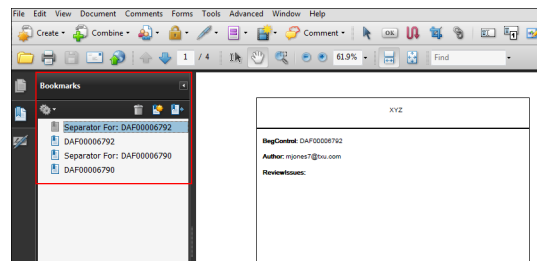 File Edit View Document Comments Forms Tools Advanced Window Help
Create Combine Comment OK
1 / 4 61.9% Find
Bookmarks
Separator For: DAF00006792
DAF00006792
Separator For: DAF00006790
DAF00006790
XYZ
BegControl: DAF00006792
Author: mjones7@txu.com
ReviewIssues: